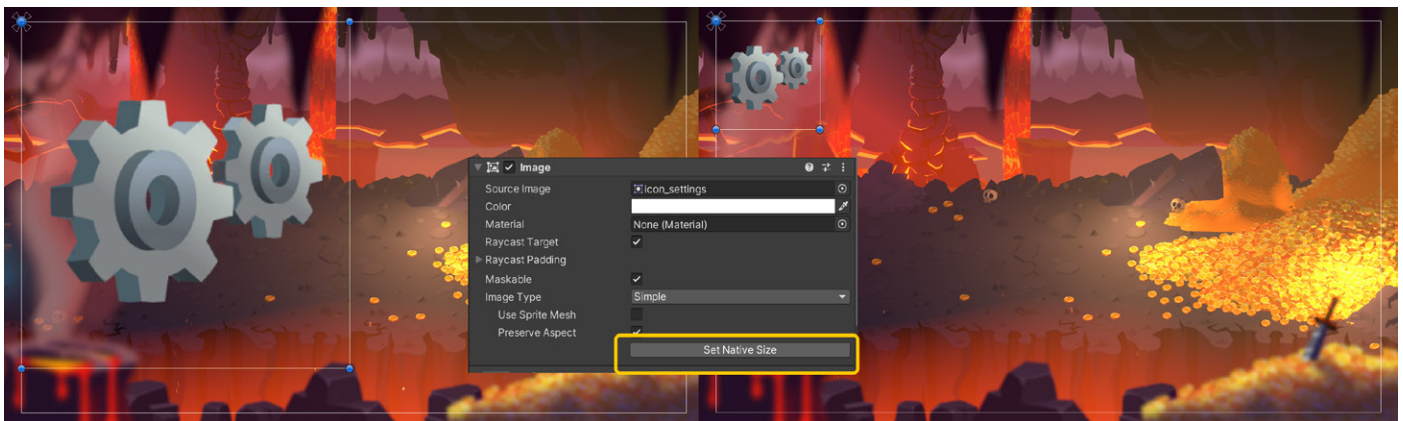 Image
Source Image icon_settings
Color
Material None (Material)
Raycast Target
Raycast Padding
Maskable
Image Type Simple
Use Sprite Mesh
Preserve Aspect
Set Native Size